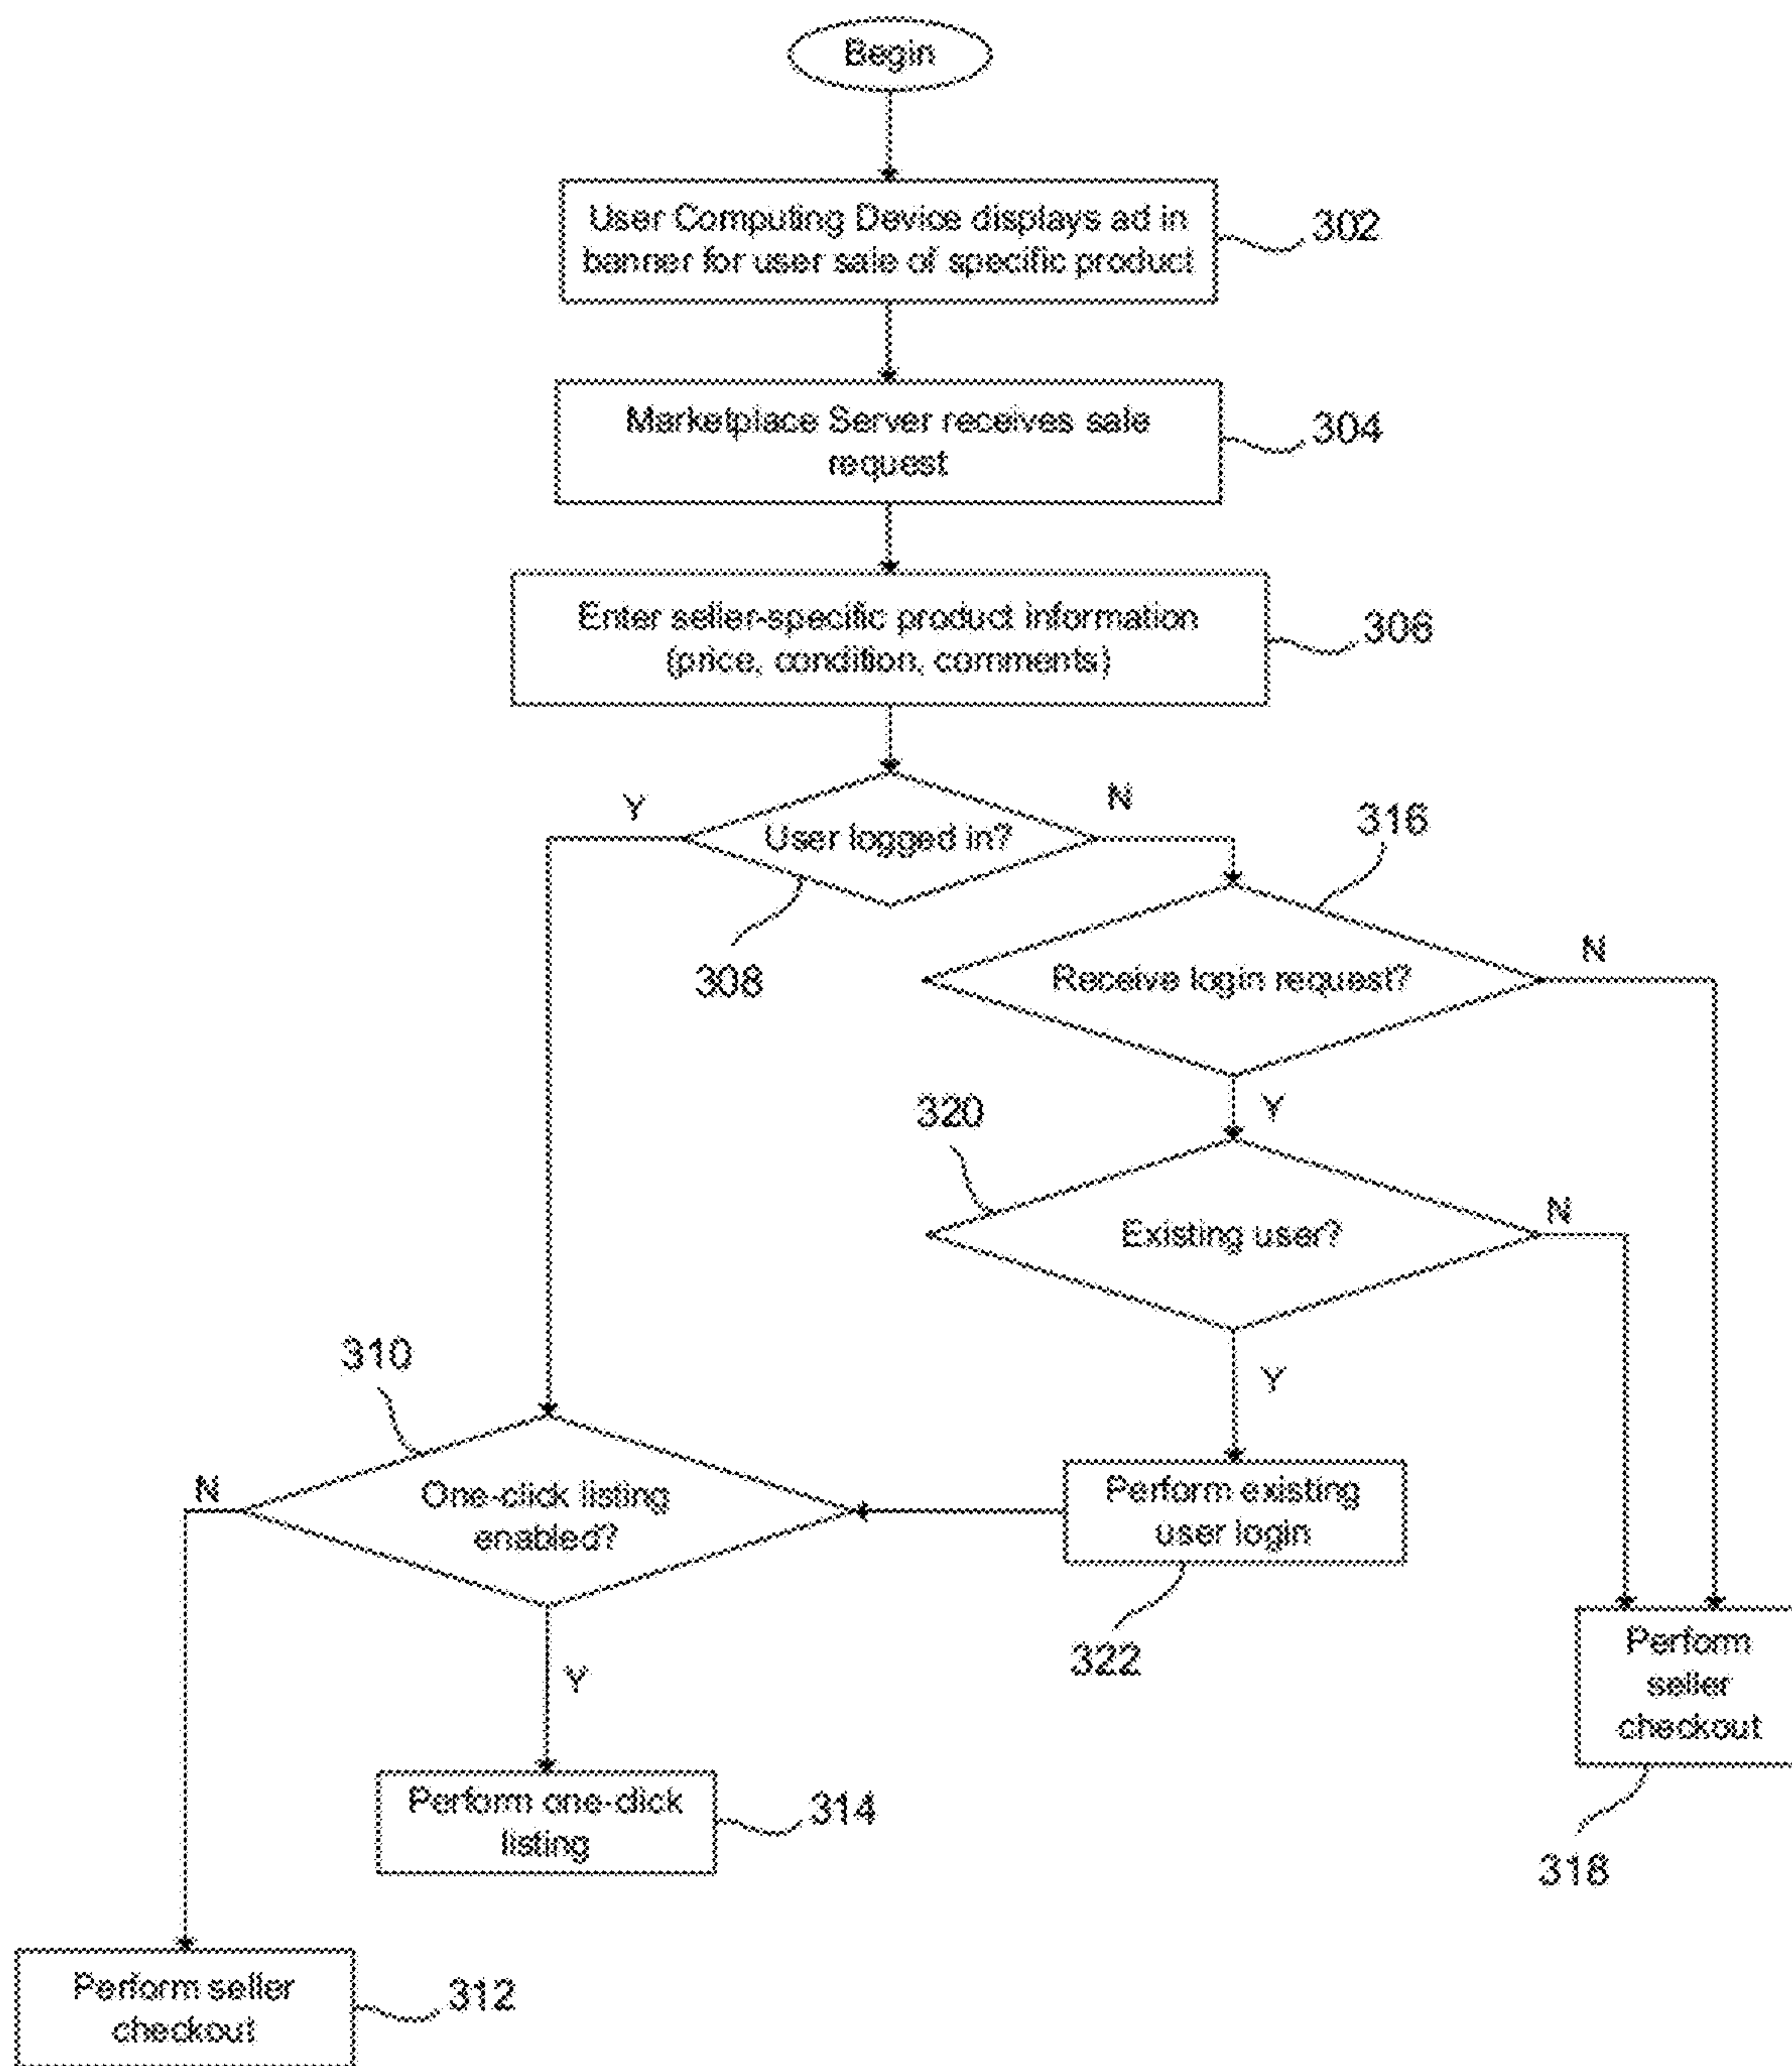 Begin
User Computing Device displays ad in
banner for user sale of specific product
302
Marketplace Server receives sale
request
304
Enter seller-specific product information
(price, condition, comments)
306
Y
N
User logged in?
308
316
Receive login request?
N
Y
320
Existing user?
N
Y
310
One-click listing
enabled?
N
Y
Perform existing
user login
322
Perform
seller
checkout
318
Perform one-click
listing
314
Perform seller
checkout
312